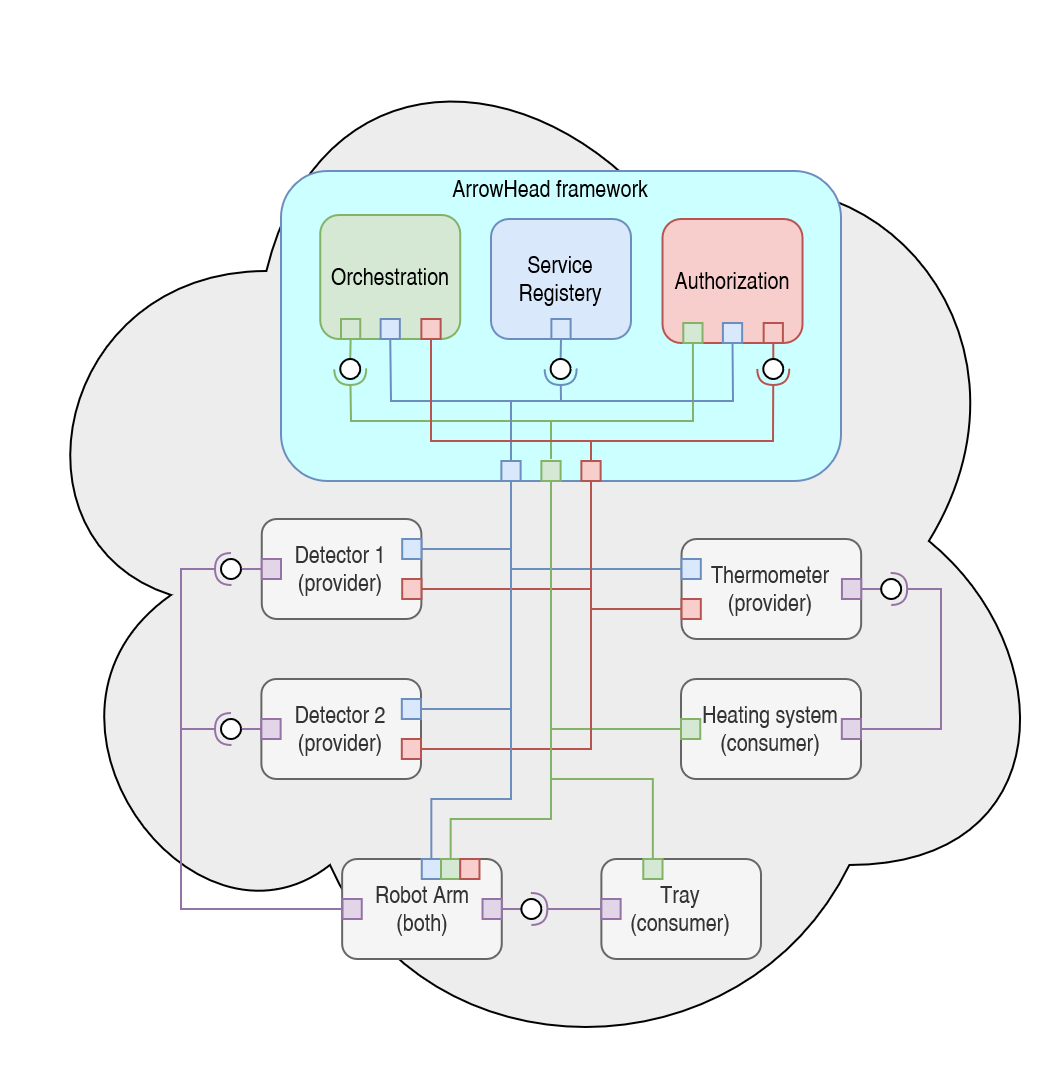 ArrowHead framework
Orchestration
Service
Registery
Authorization
Detector 1
(provider)
Thermometer
(provider)
Detector 2
(provider)
Heating system
(consumer)
Robot Arm
(both)
Tray
(consumer)